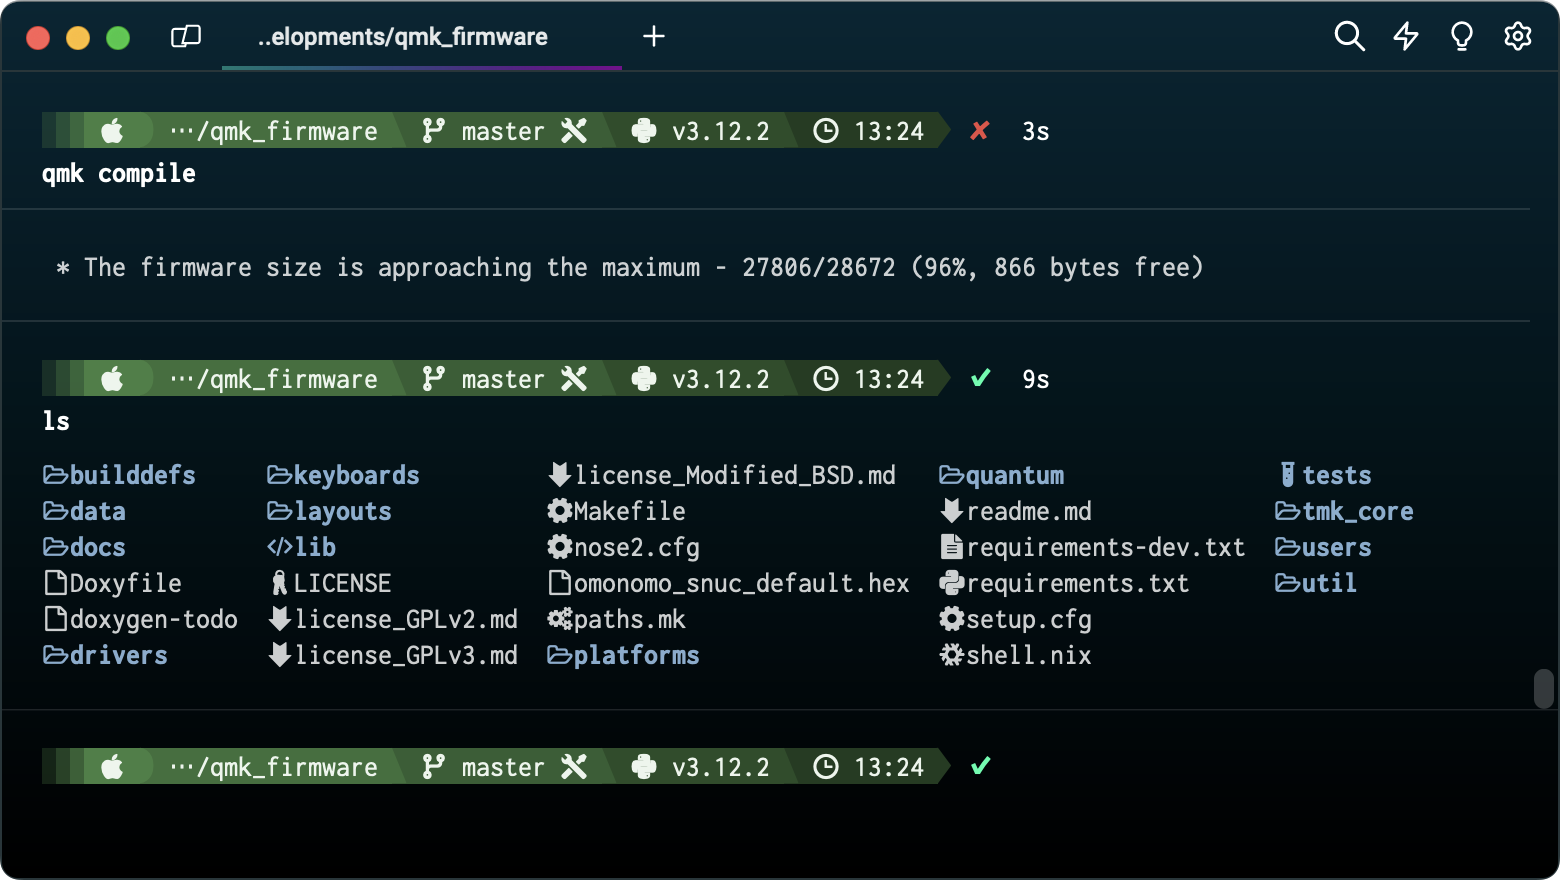 ..elopments/qmk_firmware +
···/qmk_firmware master v3.12.2 13:24 ✘ 3s
qmk compile
* The firmware size is approaching the maximum - 27806/28672 (96%, 866 bytes free)
···/qmk_firmware master v3.12.2 13:24 ✔ 9s
ls
builddefs keyboards license_Modified_BSD.md quantum tests
data layouts Makefile readme.md tmk_core
docs </>lib nose2.cfg requirements-dev.txt users
Doxyfile LICENSE omonomo_snuc_default.hex requirements.txt util
doxygen-todo license_GPLv2.md paths.mk setup.cfg
drivers license_GPLv3.md platforms shell.nix
···/qmk_firmware master v3.12.2 13:24 ✔